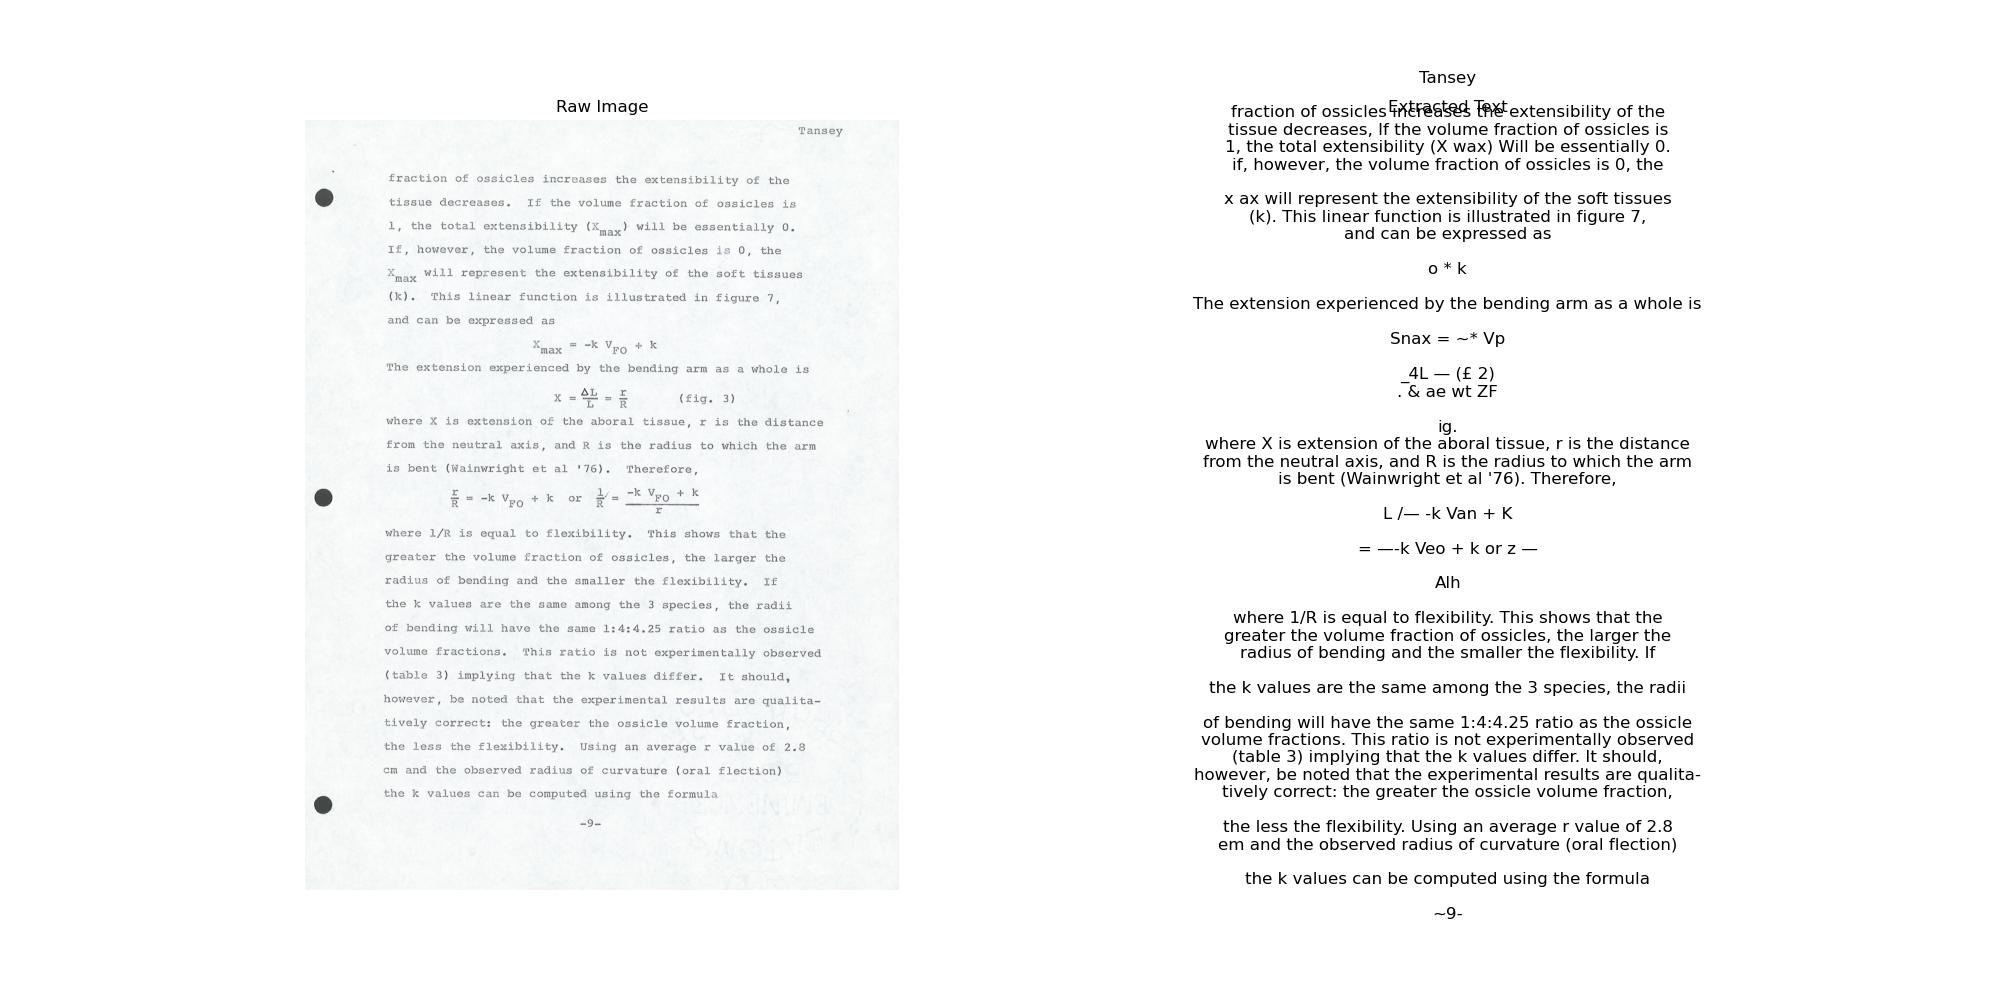 Raw Image
Tansey
fraction of ossicles increases the extensibility of the
tissue decreases.  If the volume fraction of ossicles is
1, the total extensibility (Xmax) will be essentially 0.
If, however, the volume fraction of ossicles is 0, the
Xmax will represent the extensibility of the soft tissues
(k).  This linear function is illustrated in figure 7,
and can be expressed as
Xmax = -k VFO + k
The extension experienced by the bending arm as a whole is
X = ΔL/L = r/R (fig. 3)
where X is extension of the aboral tissue, r is the distance
from the neutral axis, and R is the radius to which the arm
is bent (Wainwright et al '76).  Therefore,
r/R = -k VFO + k or 1/R = (-k VFO + k)/r
where 1/R is equal to flexibility.  This shows that the
greater the volume fraction of ossicles, the larger the
radius of bending and the smaller the flexibility.  If
the k values are the same among the 3 species, the radii
of bending will have the same 1:4:4.25 ratio as the ossicle
volume fractions.  This ratio is not experimentally observed
(table 3) implying that the k values differ.  It should,
however, be noted that the experimental results are qualita-
tively correct: the greater the ossicle volume fraction,
the less the flexibility.  Using an average r value of 2.8
cm and the observed radius of curvature (oral flection)
the k values can be computed using the formula
-9-
Tansey
Extracted Text
fraction of ossicles increases the extensibility of the
tissue decreases, If the volume fraction of ossicles is
1, the total extensibility (X wax) Will be essentially 0.
if, however, the volume fraction of ossicles is 0, the
x ax will represent the extensibility of the soft tissues
(k). This linear function is illustrated in figure 7,
and can be expressed as
o * k
The extension experienced by the bending arm as a whole is
Snax = ~* Vp
_4L — (£ 2)
. & ae wt ZF
ig.
where X is extension of the aboral tissue, r is the distance
from the neutral axis, and R is the radius to which the arm
is bent (Wainwright et al '76). Therefore,
L /— -k Van + K
= —-k Veo + k or z —
Alh
where 1/R is equal to flexibility. This shows that the
greater the volume fraction of ossicles, the larger the
radius of bending and the smaller the flexibility. If
the k values are the same among the 3 species, the radii
of bending will have the same 1:4:4.25 ratio as the ossicle
volume fractions. This ratio is not experimentally observed
(table 3) implying that the k values differ. It should,
however, be noted that the experimental results are qualita-
tively correct: the greater the ossicle volume fraction,
the less the flexibility. Using an average r value of 2.8
em and the observed radius of curvature (oral flection)
the k values can be computed using the formula
~9-